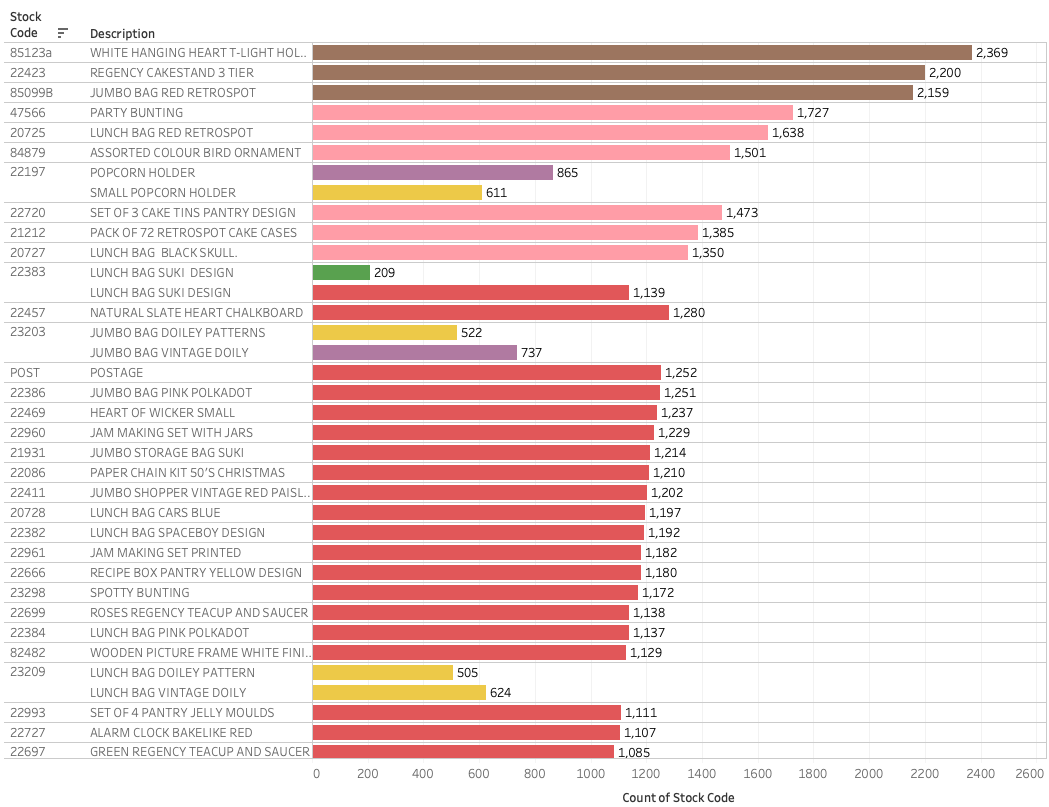 Stock
Code Description
85123a WHITE HANGING HEART T-LIGHT HOL.. 2,369
22423 REGENCY CAKESTAND 3 TIER 2,200
85099B JUMBO BAG RED RETROSPOT 2,159
47566 PARTY BUNTING 1,727
20725 LUNCH BAG RED RETROSPOT 1,638
84879 ASSORTED COLOUR BIRD ORNAMENT 1,501
22197 POPCORN HOLDER 865
SMALL POPCORN HOLDER 611
22720 SET OF 3 CAKE TINS PANTRY DESIGN 1,473
21212 PACK OF 72 RETROSPOT CAKE CASES 1,385
20727 LUNCH BAG  BLACK SKULL. 1,350
22383 LUNCH BAG SUKI  DESIGN 209
LUNCH BAG SUKI DESIGN 1,139
22457 NATURAL SLATE HEART CHALKBOARD 1,280
23203 JUMBO BAG DOILEY PATTERNS 522
JUMBO BAG VINTAGE DOILY 737
POST POSTAGE 1,252
22386 JUMBO BAG PINK POLKADOT 1,251
22469 HEART OF WICKER SMALL 1,237
22960 JAM MAKING SET WITH JARS 1,229
21931 JUMBO STORAGE BAG SUKI 1,214
22086 PAPER CHAIN KIT 50'S CHRISTMAS 1,210
22411 JUMBO SHOPPER VINTAGE RED PAISL.. 1,202
20728 LUNCH BAG CARS BLUE 1,197
22382 LUNCH BAG SPACEBOY DESIGN 1,192
22961 JAM MAKING SET PRINTED 1,182
22666 RECIPE BOX PANTRY YELLOW DESIGN 1,180
23298 SPOTTY BUNTING 1,172
22699 ROSES REGENCY TEACUP AND SAUCER 1,138
22384 LUNCH BAG PINK POLKADOT 1,137
82482 WOODEN PICTURE FRAME WHITE FINI.. 1,129
23209 LUNCH BAG DOILEY PATTERN 505
LUNCH BAG VINTAGE DOILY 624
22993 SET OF 4 PANTRY JELLY MOULDS 1,111
22727 ALARM CLOCK BAKELIKE RED 1,107
22697 GREEN REGENCY TEACUP AND SAUCER 1,085
0 200 400 600 800 1000 1200 1400 1600 1800 2000 2200 2400 2600
Count of Stock Code